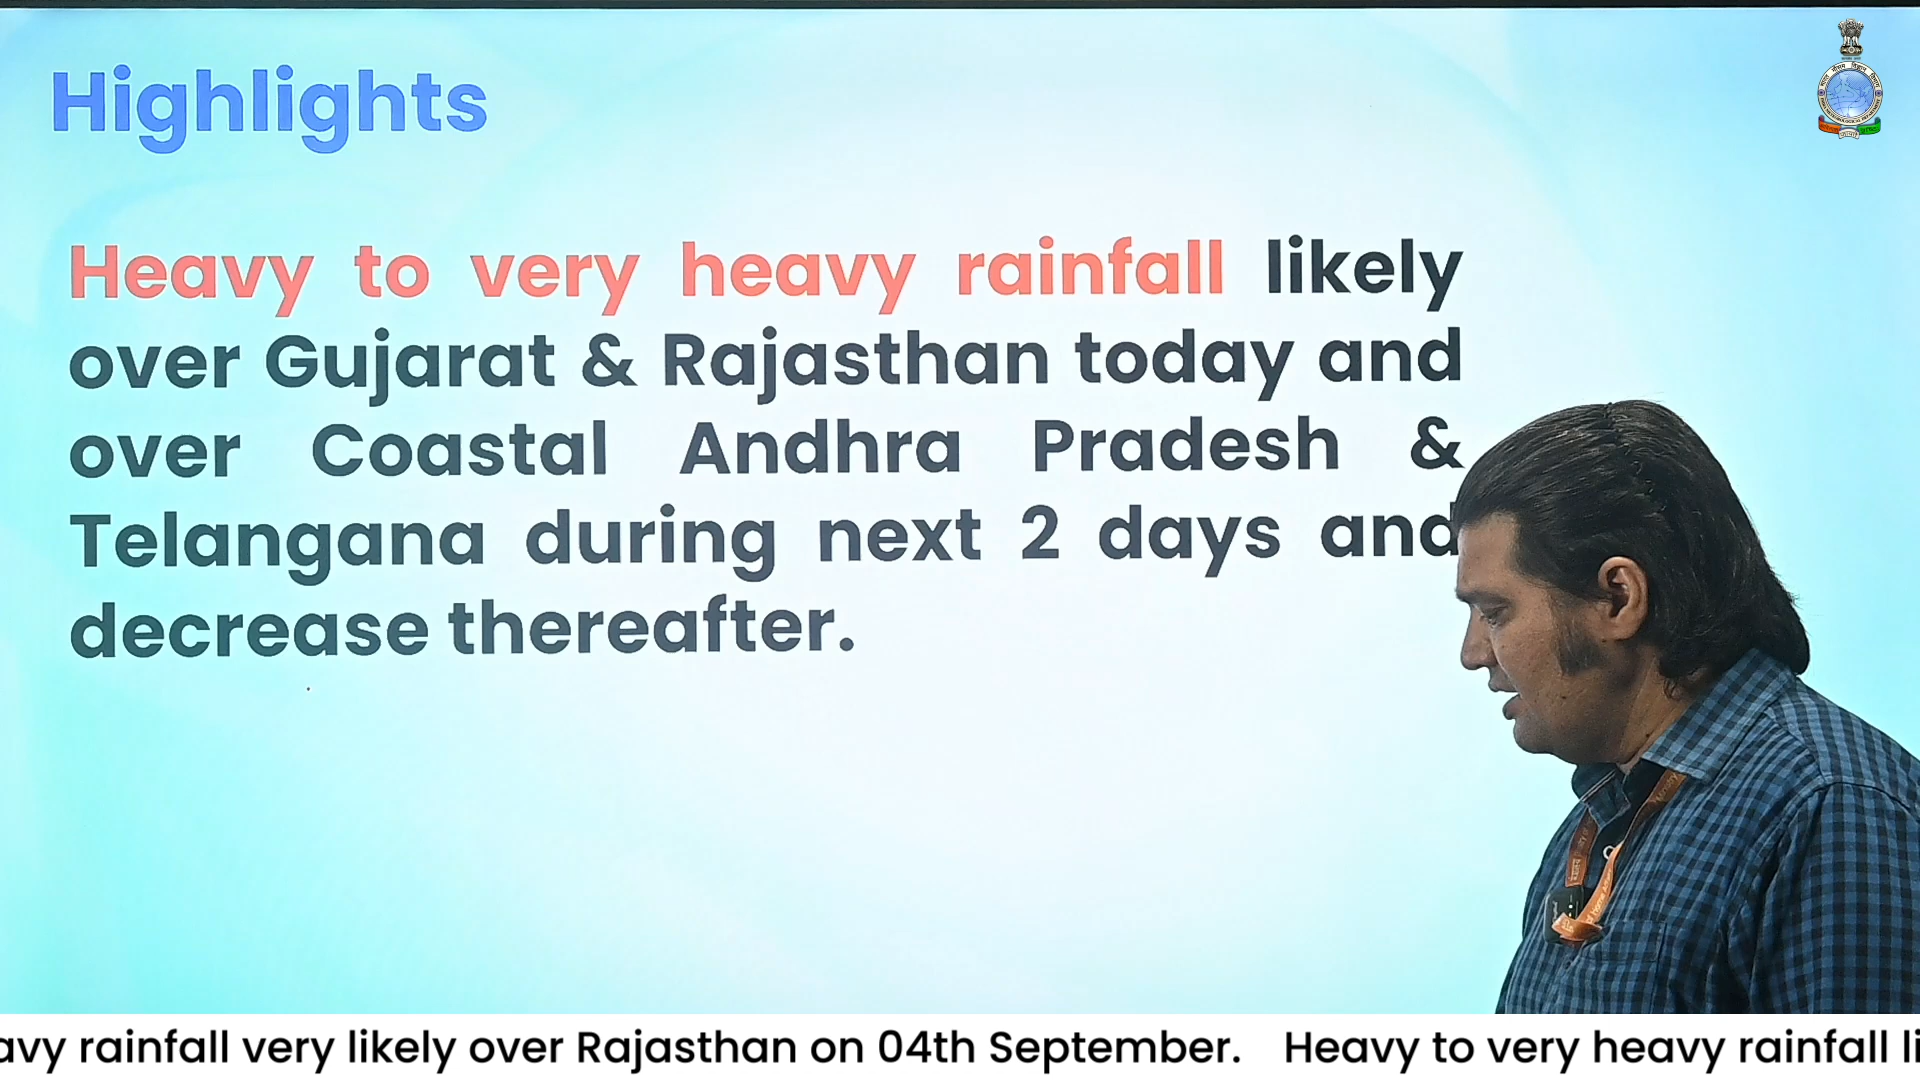 Highlights
Heavy to very heavy rainfall likely
over Gujarat & Rajasthan today and
over Coastal Andhra Pradesh &
Telangana during next 2 days and
decrease thereafter.
rainfall very likely over Rajasthan on 04th September. Heavy to very heavy rainfall